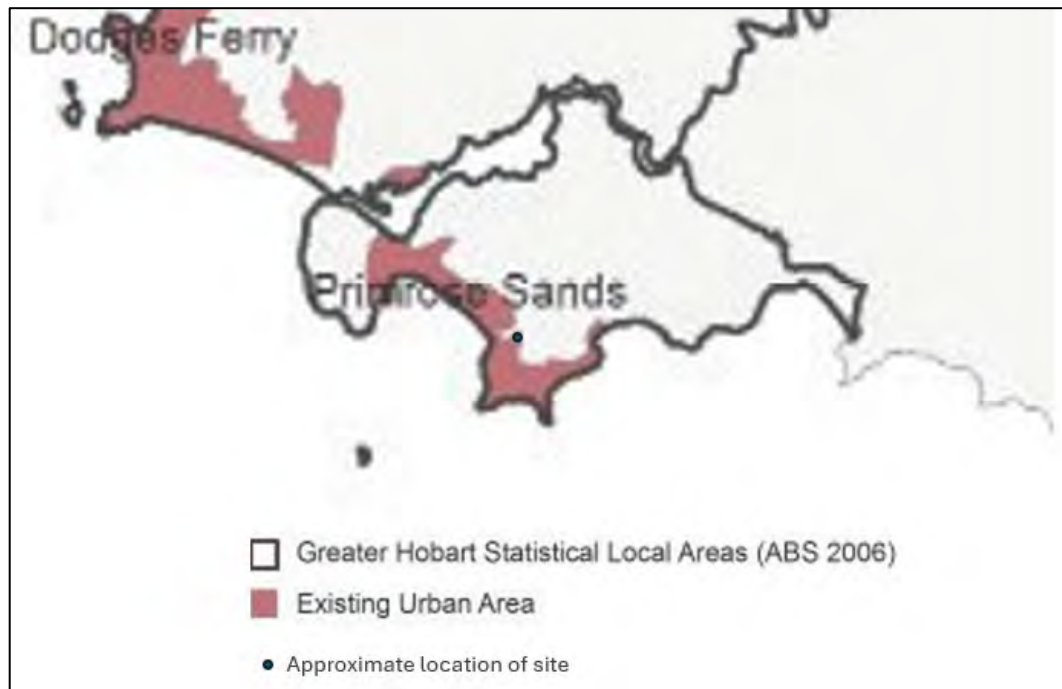 Dodges Ferry
Primrose Sands
Greater Hobart Statistical Local Areas (ABS 2006)
Existing Urban Area
Approximate location of site